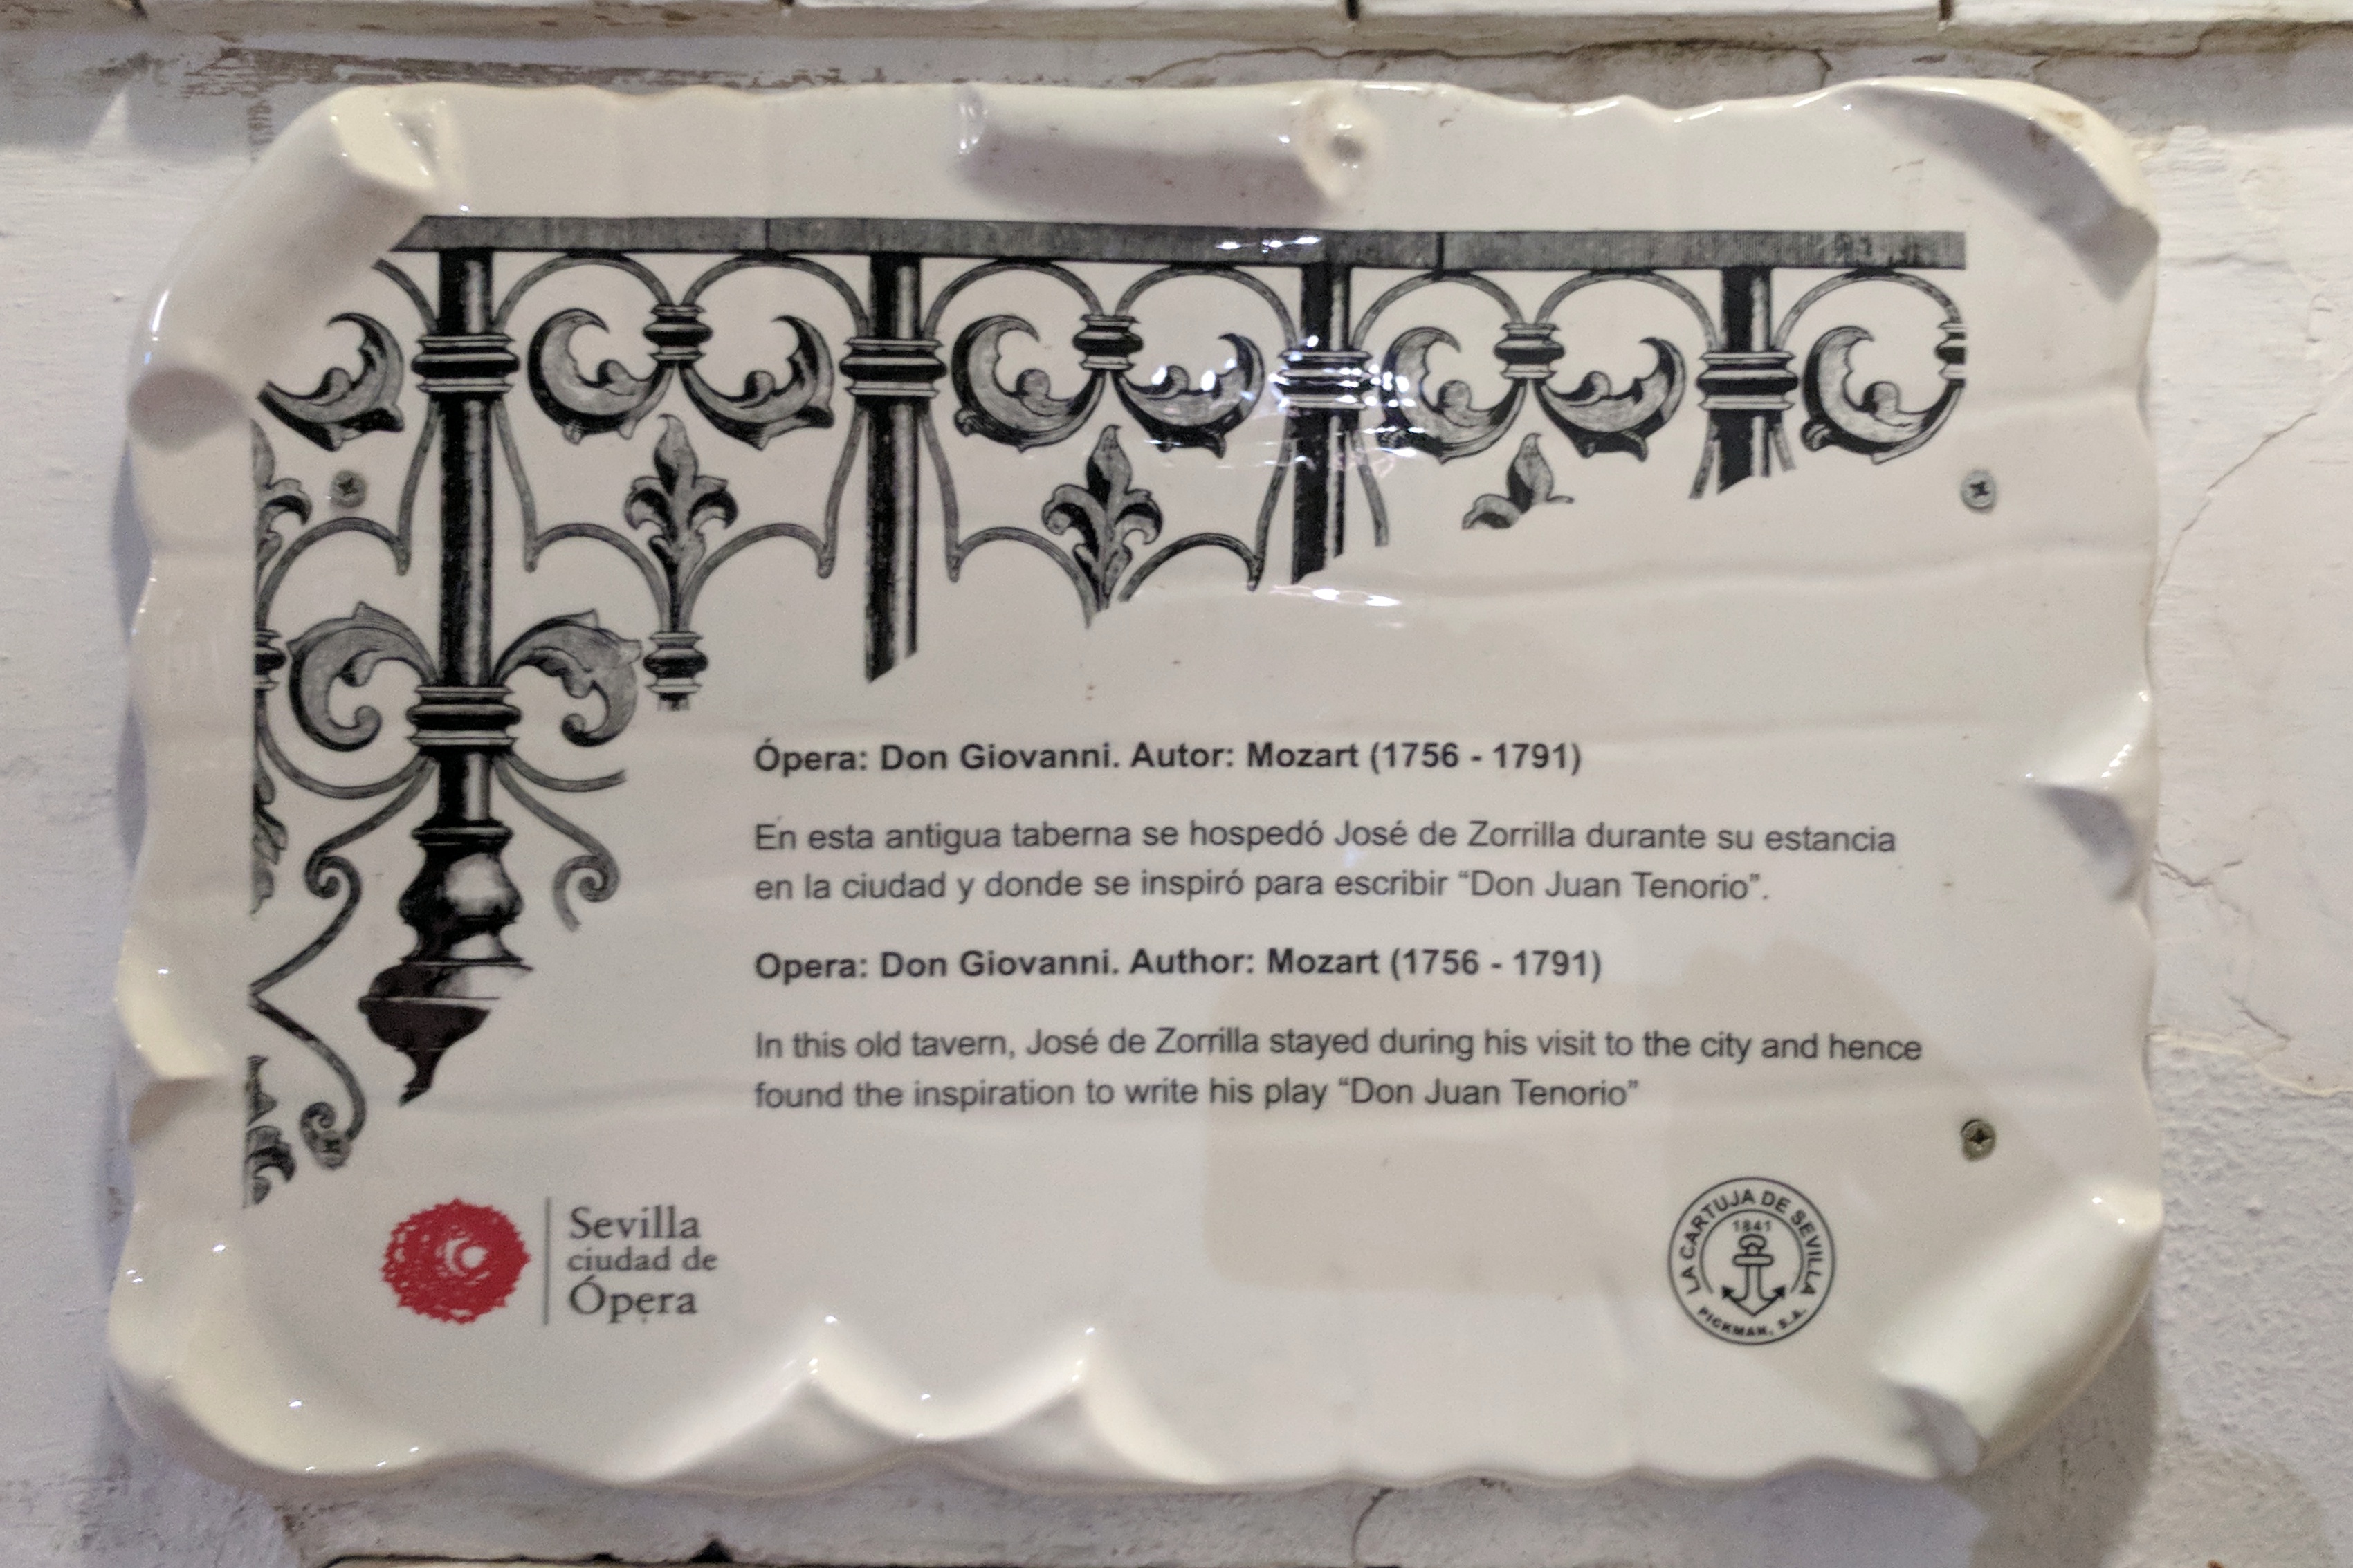 Ópera: Don Giovanni. Autor: Mozart (1756 - 1791)
En esta antigua taberna se hospedó José de Zorrilla durante su estancia
en la ciudad y donde se inspiró para escribir “Don Juan Tenorio”.
Opera: Don Giovanni. Author: Mozart (1756 - 1791)
In this old tavern, José de Zorrilla stayed during his visit to the city and hence
found the inspiration to write his play “Don Juan Tenorio”
Sevilla
ciudad de
Ópera
LA CARTUJA DE SEVILLA
1841
PICKMAN, S.A.